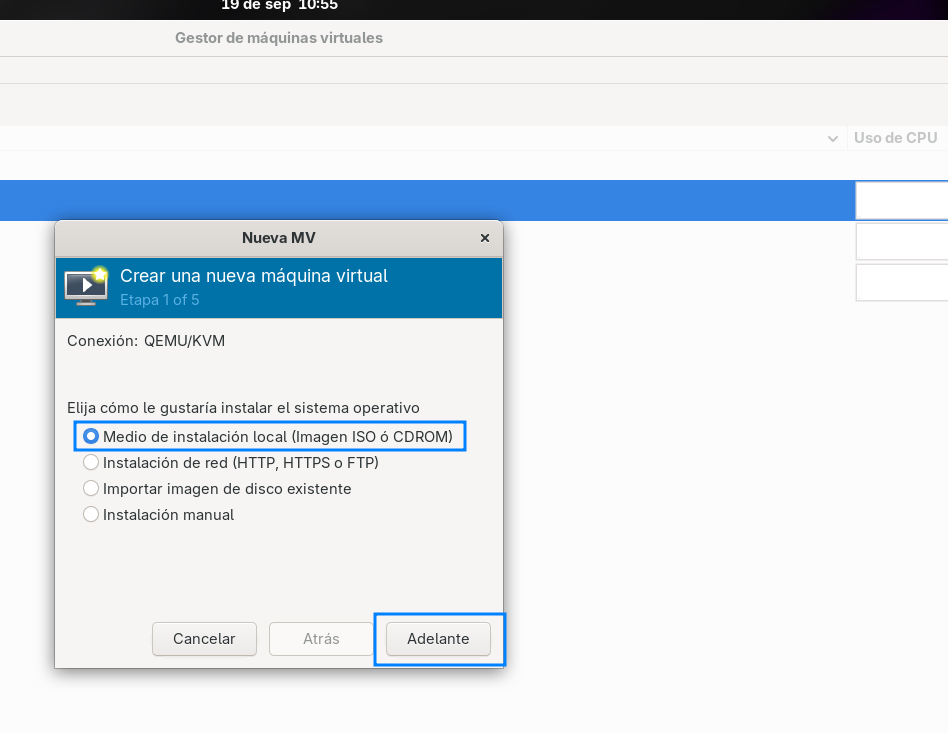 19 de sep 10:55
Gestor de máquinas virtuales
Uso de CPU
Nueva MV
Crear una nueva máquina virtual
Etapa 1 of 5
Conexión: QEMU/KVM
Elija cómo le gustaría instalar el sistema operativo
Medio de instalación local (Imagen ISO ó CDROM)
Instalación de red (HTTP, HTTPS o FTP)
Importar imagen de disco existente
Instalación manual
Cancelar Atrás Adelante